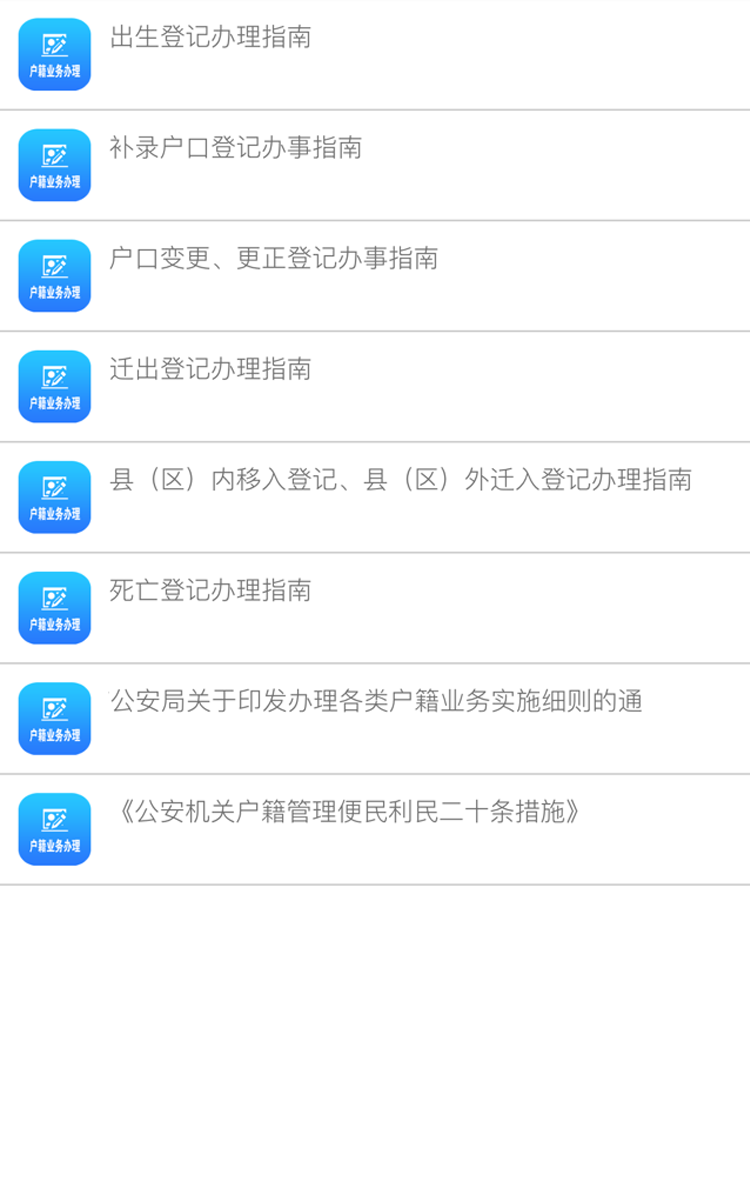 出生登记办理指南
户籍业务办理
补录户口登记办事指南
户籍业务办理
户口变更、更正登记办事指南
户籍业务办理
迁出登记办理指南
户籍业务办理
县（区）内移入登记、县（区）外迁入登记办理指南
户籍业务办理
死亡登记办理指南
户籍业务办理
公安局关于印发办理各类户籍业务实施细则的通
户籍业务办理
《公安机关户籍管理便民利民二十条措施》
户籍业务办理